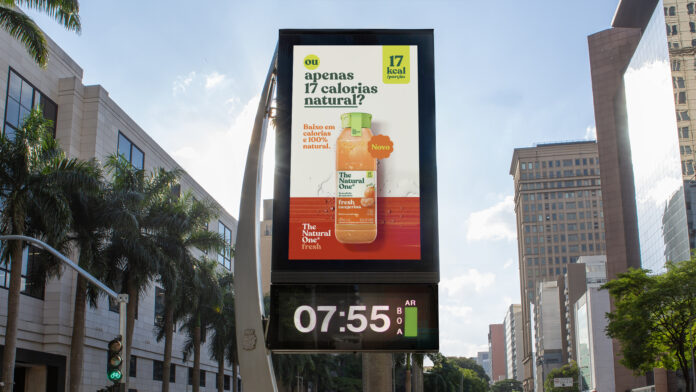 ou
apenas
17 calorias
natural?
17
kcal
/porção
Baixo em
calorias
e 100%
natural.
Novo
The
Natural
One®
fresh
tangerina
The
Natural
One®
fresh
07:55
AR
BOA